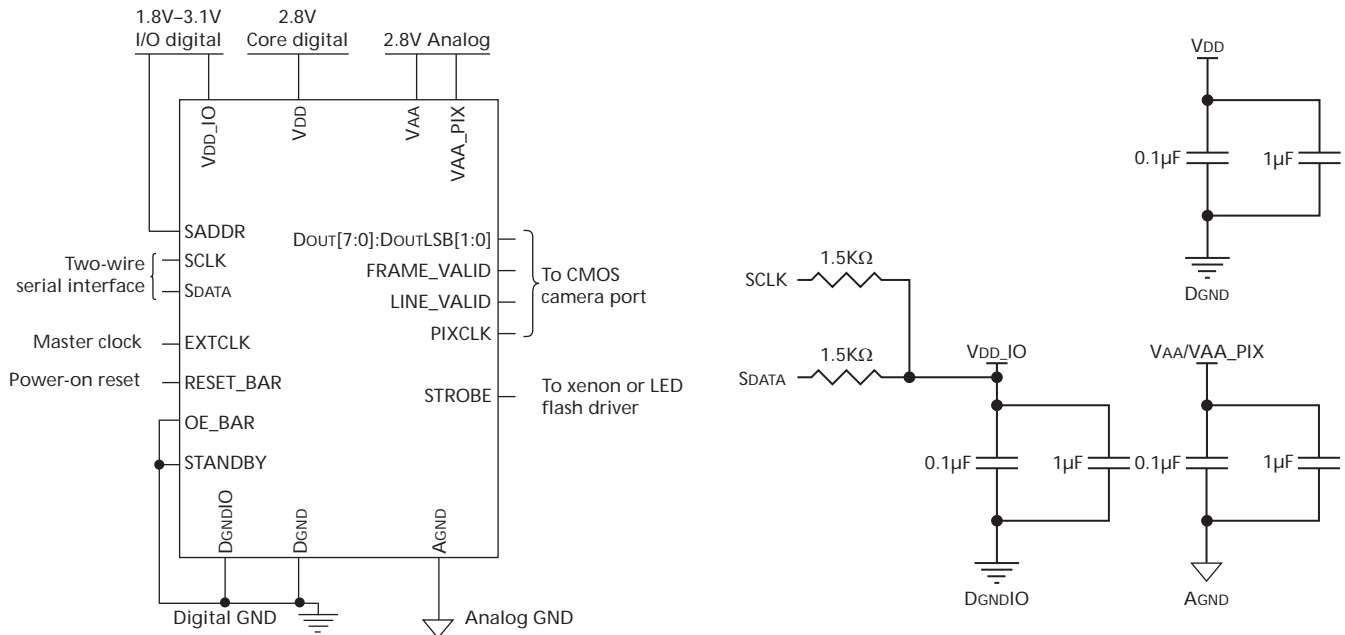 1.8V–3.1V
I/O digital
2.8V
Core digital
2.8V Analog
VDD_IO
VDD
VAA
VAA_PIX
SADDR
SCLK
SDATA
Two-wire
serial interface
Master clock
EXTCLK
Power-on reset
RESET_BAR
OE_BAR
STANDBY
DOUT[7:0]:DOUTLSB[1:0]
FRAME_VALID
LINE_VALID
PIXCLK
To CMOS
camera port
STROBE
To xenon or LED
flash driver
DGNDIO
DGND
AGND
Digital GND
Analog GND
SCLK
1.5KΩ
SDATA
1.5KΩ
VDD_IO
0.1µF
1µF
DGNDIO
VDD
0.1µF
1µF
DGND
VAA/VAA_PIX
0.1µF
1µF
AGND